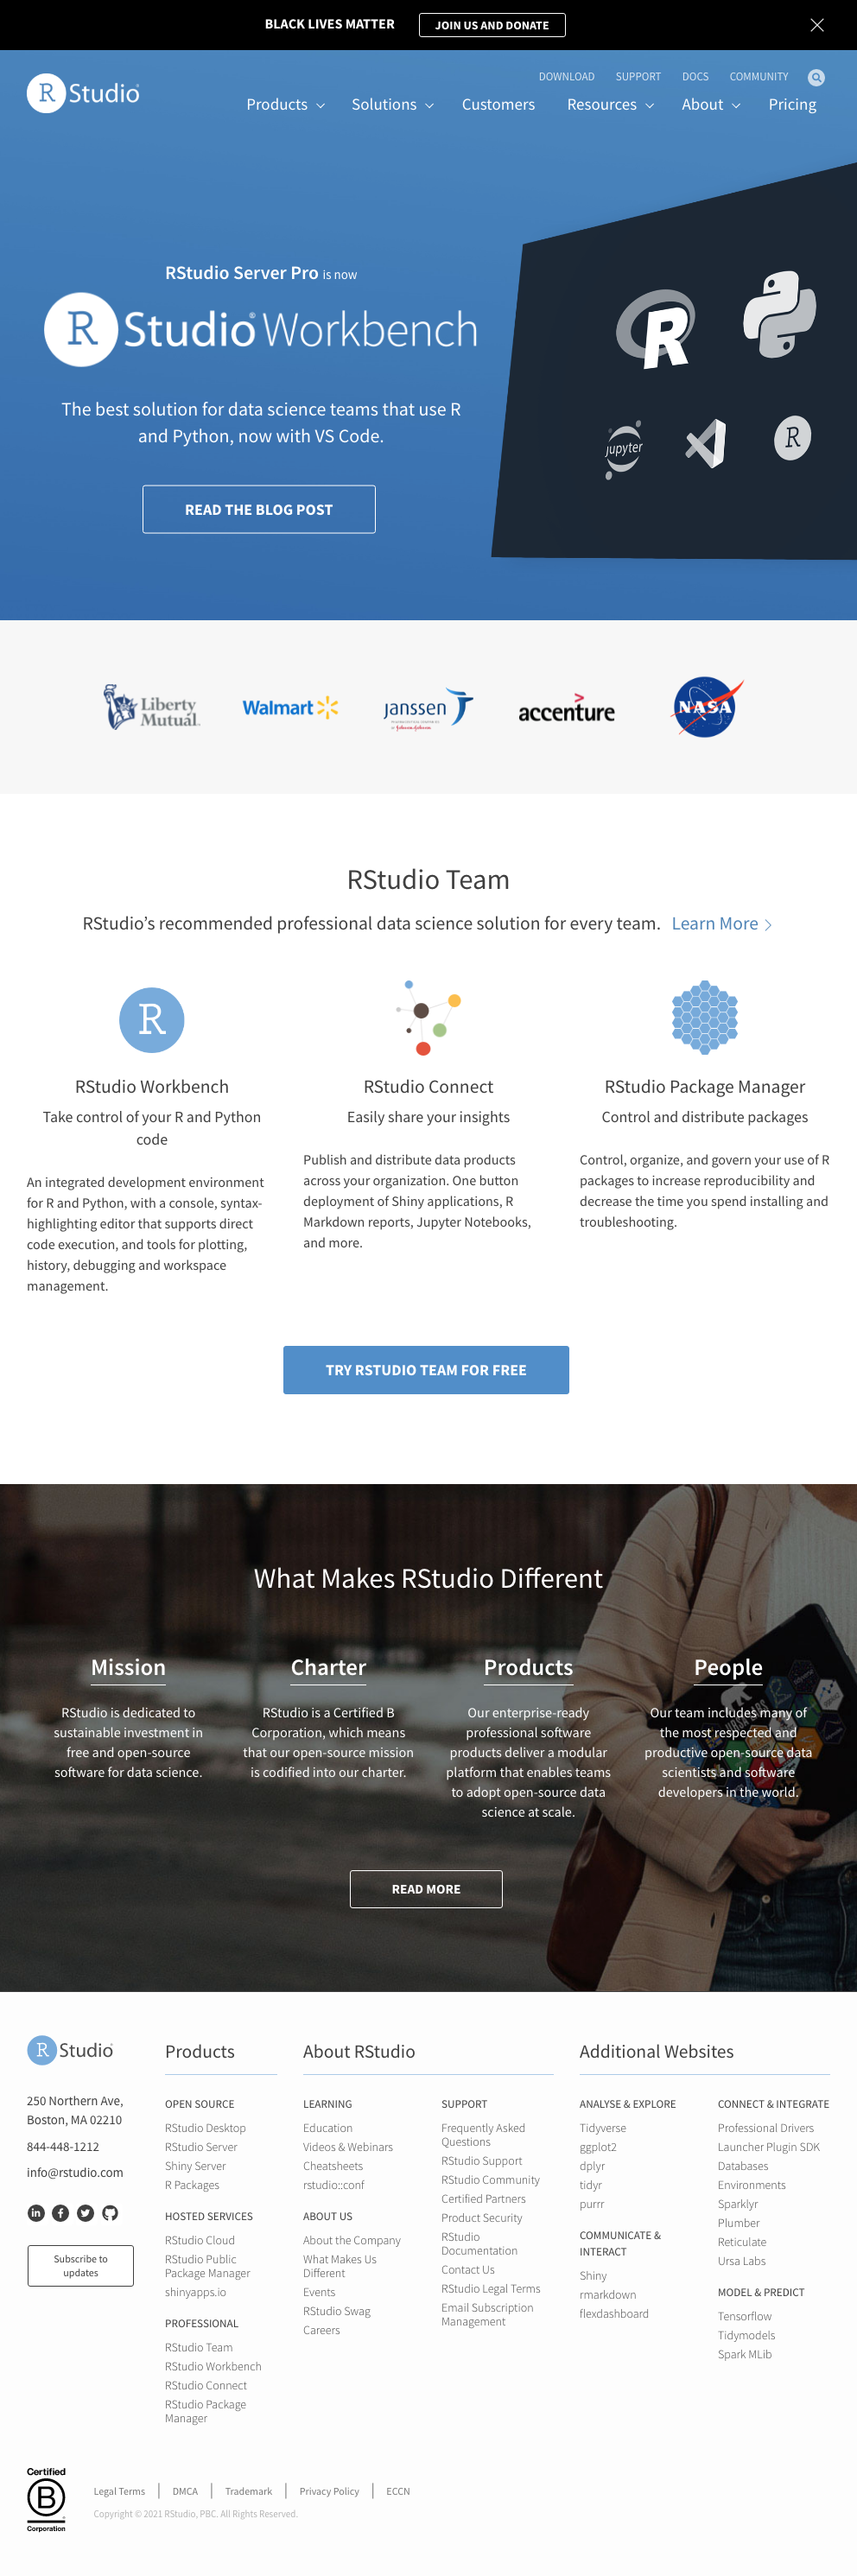 BLACK LIVES MATTER
JOIN US AND DONATE
DOWNLOAD SUPPORT DOCS COMMUNITY
R Studio®
Products Solutions Customers Resources About Pricing
RStudio Server Pro is now
R Studio® Workbench
The best solution for data science teams that use R
and Python, now with VS Code.
READ THE BLOG POST
R
jupyter
R
Liberty
Mutual.
Walmart
janssen
accenture
NASA
RStudio Team
RStudio’s recommended professional data science solution for every team. Learn More
R
RStudio Workbench
Take control of your R and Python
code
An integrated development environment
for R and Python, with a console, syntax-
highlighting editor that supports direct
code execution, and tools for plotting,
history, debugging and workspace
management.
RStudio Connect
Easily share your insights
Publish and distribute data products
across your organization. One button
deployment of Shiny applications, R
Markdown reports, Jupyter Notebooks,
and more.
RStudio Package Manager
Control and distribute packages
Control, organize, and govern your use of R
packages to increase reproducibility and
decrease the time you spend installing and
troubleshooting.
TRY RSTUDIO TEAM FOR FREE
What Makes RStudio Different
Mission
RStudio is dedicated to
sustainable investment in
free and open-source
software for data science.
Charter
RStudio is a Certified B
Corporation, which means
that our open-source mission
is codified into our charter.
Products
Our enterprise-ready
professional software
products deliver a modular
platform that enables teams
to adopt open-source data
science at scale.
People
Our team includes many of
the most respected and
productive open-source data
scientists and software
developers in the world.
READ MORE
R Studio®
250 Northern Ave,
Boston, MA 02210
844-448-1212
info@rstudio.com
Subscribe to
updates
Products
OPEN SOURCE
RStudio Desktop
RStudio Server
Shiny Server
R Packages
HOSTED SERVICES
RStudio Cloud
RStudio Public
Package Manager
shinyapps.io
PROFESSIONAL
RStudio Team
RStudio Workbench
RStudio Connect
RStudio Package
Manager
About RStudio
LEARNING
Education
Videos & Webinars
Cheatsheets
rstudio::conf
ABOUT US
About the Company
What Makes Us
Different
Events
RStudio Swag
Careers
SUPPORT
Frequently Asked
Questions
RStudio Support
RStudio Community
Certified Partners
Product Security
RStudio
Documentation
Contact Us
RStudio Legal Terms
Email Subscription
Management
Additional Websites
ANALYSE & EXPLORE
Tidyverse
ggplot2
dplyr
tidyr
purrr
COMMUNICATE &
INTERACT
Shiny
rmarkdown
flexdashboard
CONNECT & INTEGRATE
Professional Drivers
Launcher Plugin SDK
Databases
Environments
Sparklyr
Plumber
Reticulate
Ursa Labs
MODEL & PREDICT
Tensorflow
Tidymodels
Spark MLib
Certified
B
Corporation
Legal Terms DMCA Trademark Privacy Policy ECCN
Copyright © 2021 RStudio, PBC. All Rights Reserved.